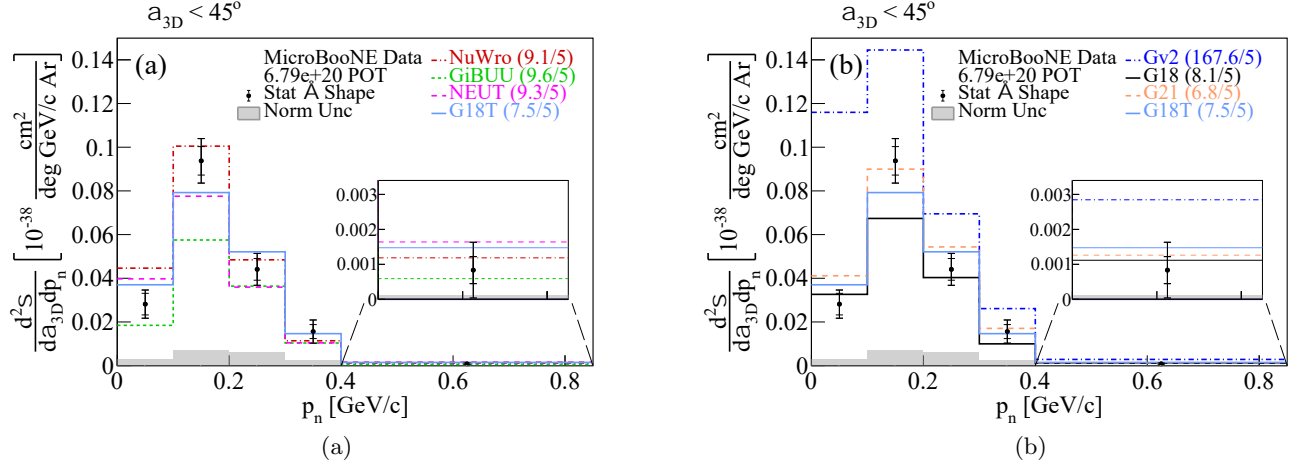 a3D < 45º
(a)
MicroBooNE Data
6.79e+20 POT
Stat Å Shape
Norm Unc
NuWro (9.1/5)
GiBUU (9.6/5)
NEUT (9.3/5)
G18T (7.5/5)
d²s/da3Ddpn [10⁻³⁸ cm²/deg GeV/c Ar]
0.14
0.12
0.1
0.08
0.06
0.04
0.02
0
0.003
0.002
0.001
0
0 0.2 0.4 0.6 0.8
pn [GeV/c]
(a)
a3D < 45º
(b)
MicroBooNE Data
6.79e+20 POT
Stat Å Shape
Norm Unc
Gv2 (167.6/5)
G18 (8.1/5)
G21 (6.8/5)
G18T (7.5/5)
d²s/da3Ddpn [10⁻³⁸ cm²/deg GeV/c Ar]
0.14
0.12
0.1
0.08
0.06
0.04
0.02
0
0.003
0.002
0.001
0
0 0.2 0.4 0.6 0.8
pn [GeV/c]
(b)